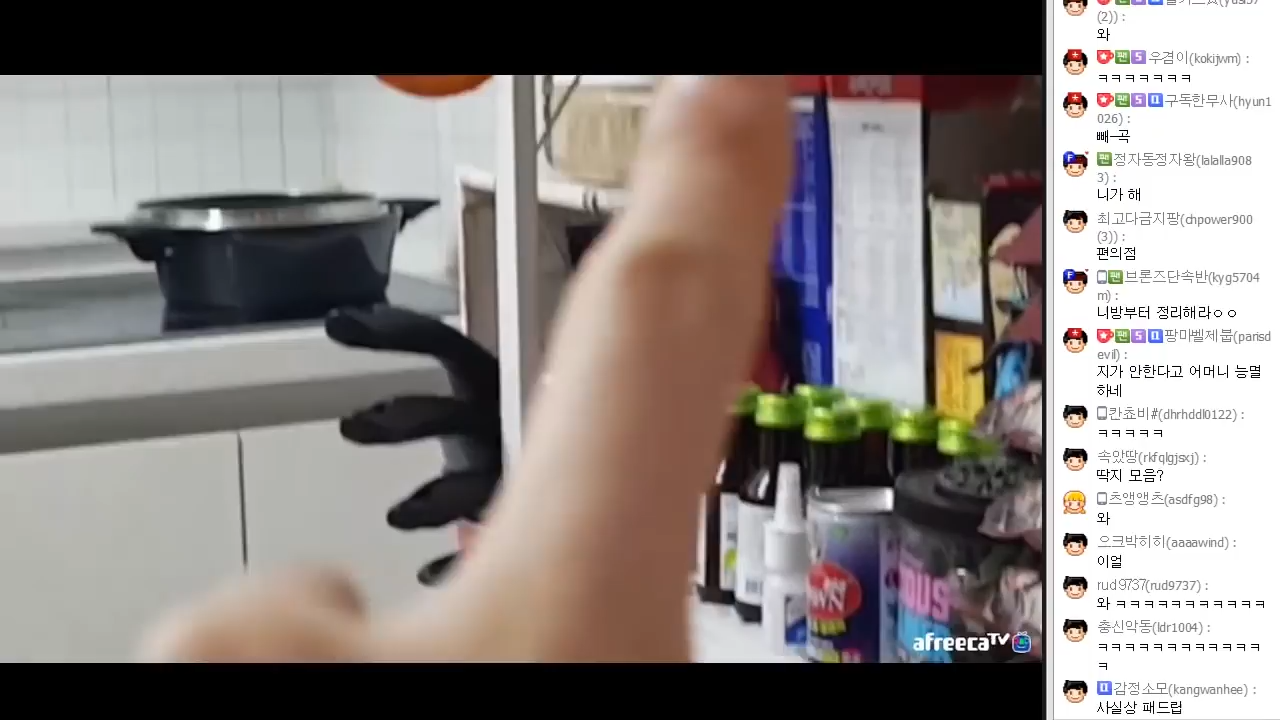 (2)) :
와
우겸이(kokijwm) :
ㅋㅋㅋㅋㅋㅋㅋ
구독한무사(hyun1
026) :
빼-곡
정자동정자왕(lalalla908
3) :
니가 해
최고다금지팡(chpower900
(3)) :
편의점
브론즈단속반(kyg5704
m) :
니방부터 정리해라ㅇㅇ
팡마벨제붑(parisd
evil) :
지가 안한다고 어머니 능멸
하네
칸쵸비#(dhrhddl0122) :
ㅋㅋㅋㅋㅋ
속았땅(rkfqlgjsxj) :
딱지 모음?
츠앵앵츠(asdfg98) :
와
으크박히히(aaaawind) :
이얼
rud9737(rud9737) :
와 ㅋㅋㅋㅋㅋㅋㅋㅋㅋㅋㅋ
충신악동(ldr1004) :
ㅋㅋㅋㅋㅋㅋㅋㅋㅋㅋㅋㅋ
ㅋ
감정소모(kangwanhee) :
사실상 패드립
afreecaTV